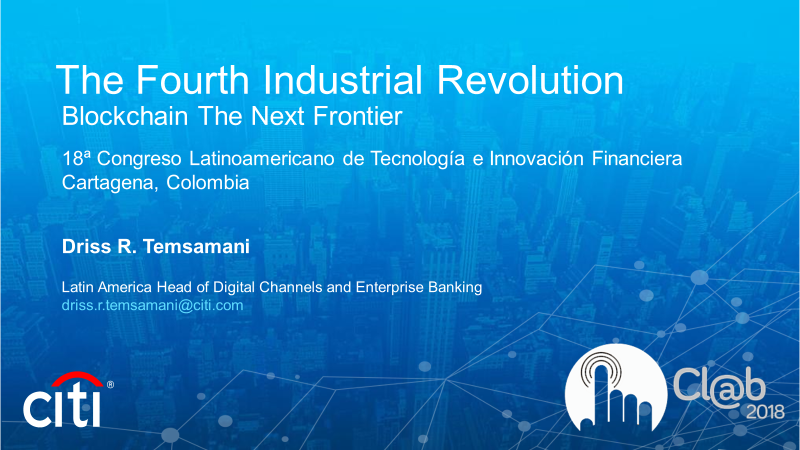 The Fourth Industrial Revolution
Blockchain The Next Frontier
18ª Congreso Latinoamericano de Tecnología e Innovación Financiera
Cartagena, Colombia
Driss R. Temsamani
Latin America Head of Digital Channels and Enterprise Banking
driss.r.temsamani@citi.com
citi®
Cl@b
2018